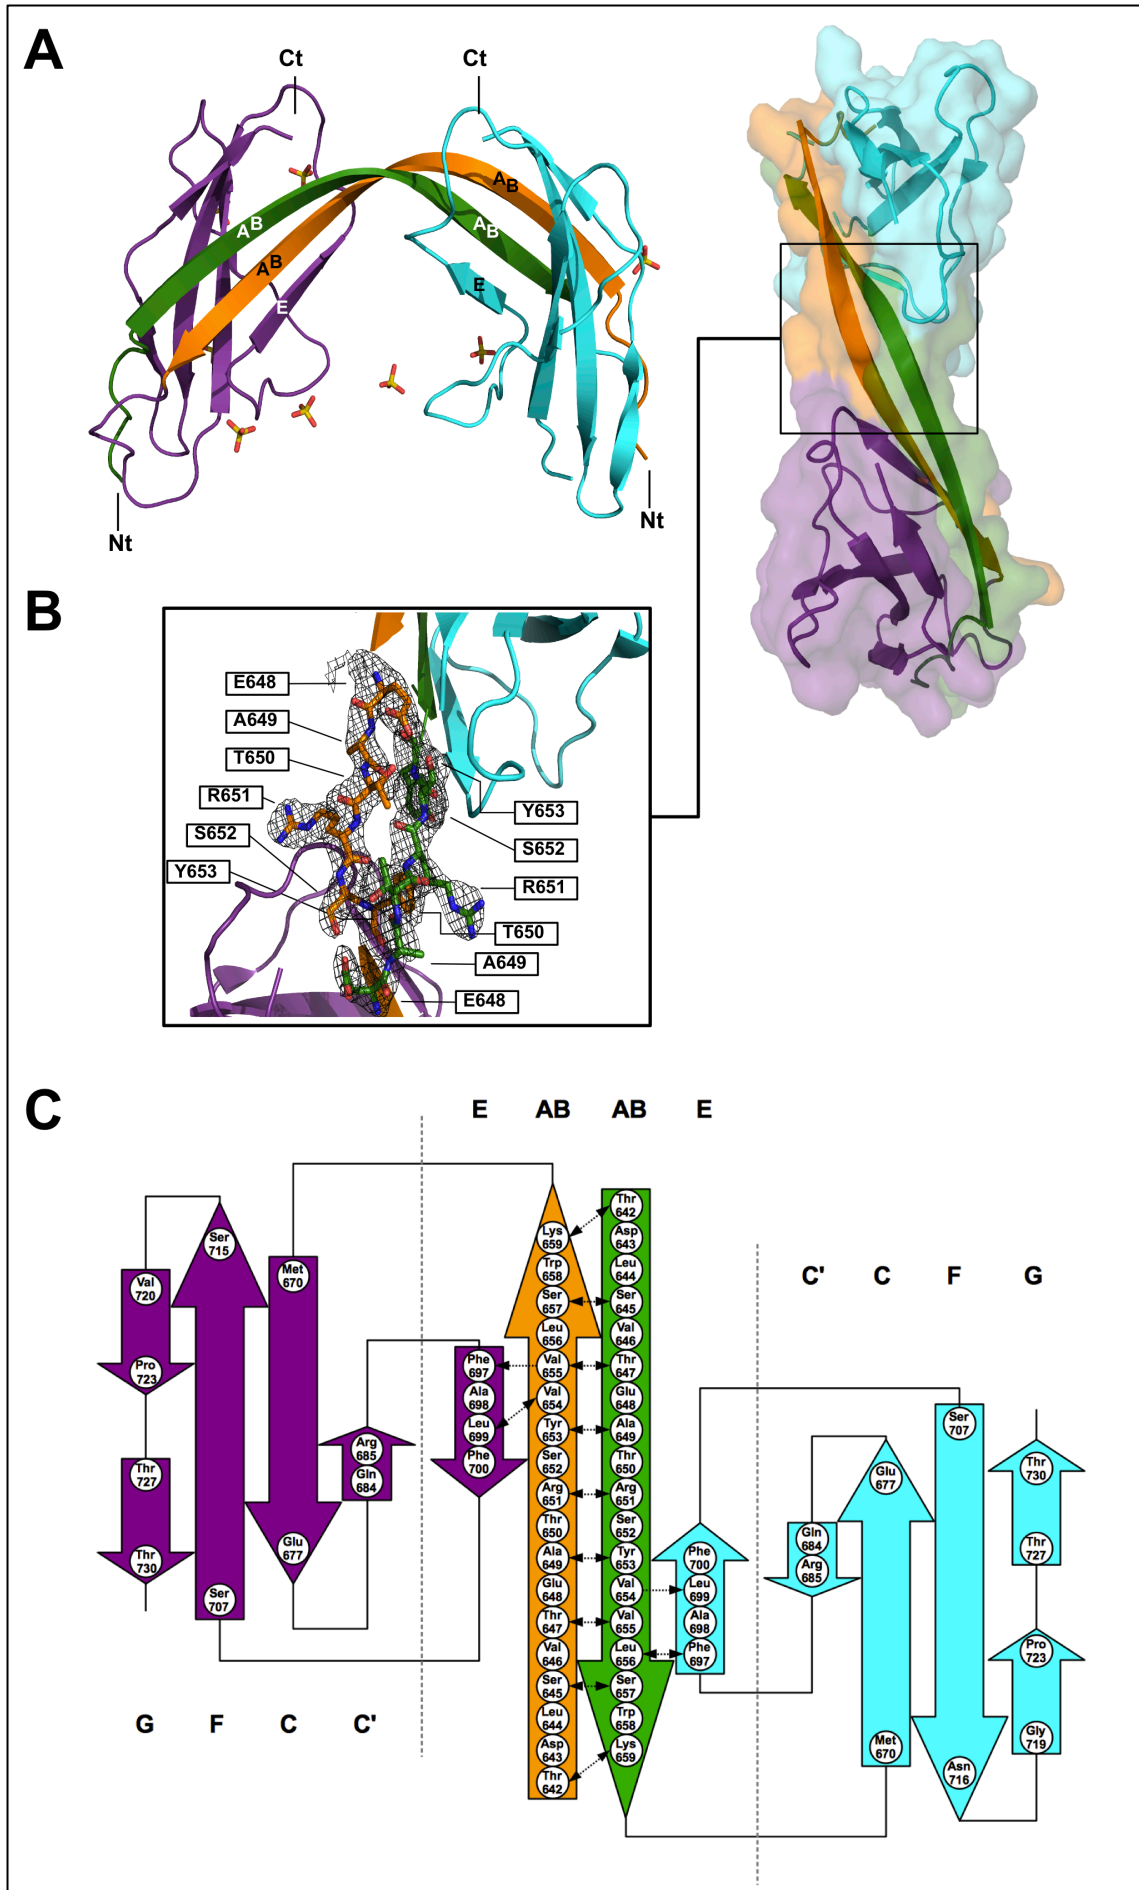 A
Ct
Ct
A B
A B
A B
A B
E
E
Nt
Nt
B
E648
A649
T650
R651
S652
Y653
Y653
S652
R651
T650
A649
E648
C
E AB AB E
C' C F G
G F C C'
Val 720
Pro 723
Thr 727
Thr 730
Ser 715
Ser 707
Met 670
Glu 677
Arg 685
Gln 684
Phe 697
Ala 698
Leu 699
Phe 700
Lys 659
Trp 658
Ser 657
Leu 656
Val 655
Val 654
Tyr 653
Ser 652
Arg 651
Thr 650
Ala 649
Glu 648
Thr 647
Val 646
Ser 645
Leu 644
Asp 643
Thr 642
Thr 642
Asp 643
Leu 644
Ser 645
Val 646
Thr 647
Glu 648
Ala 649
Thr 650
Arg 651
Ser 652
Tyr 653
Val 654
Val 655
Leu 656
Ser 657
Trp 658
Lys 659
Phe 700
Leu 699
Ala 698
Phe 697
Gln 684
Arg 685
Glu 677
Met 670
Ser 707
Asn 716
Thr 730
Thr 727
Pro 723
Gly 719